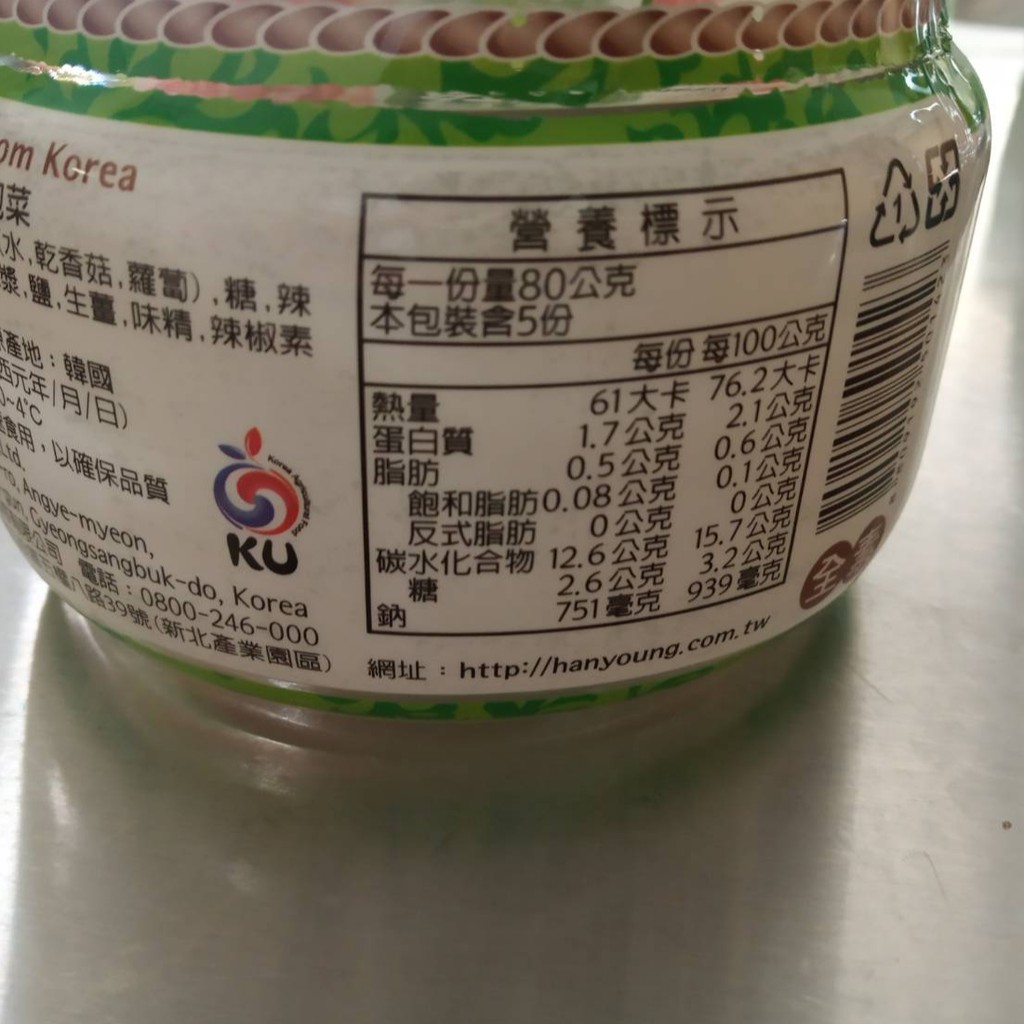 om Korea
菜
水,乾香菇,蘿蔔),糖,辣
漿,鹽,生薑,味精,辣椒素
產地:韓國
西元年/月/日)
0~4℃
食用,以確保品質
Ltd.
ro, Angye-myeon,
Gyeongsangbuk-do, Korea
公司 電話:0800-246-000
八路39號(新北產業園區)
KU
營養標示
每一份量80公克
本包裝含5份
每份 每100公克
熱量 61大卡 76.2大卡
蛋白質 1.7公克 2.1公克
脂肪 0.5公克 0.6公克
飽和脂肪 0.08公克 0.1公克
反式脂肪 0公克 0公克
碳水化合物 12.6公克 15.7公克
糖 2.6公克 3.2公克
鈉 751毫克 939毫克
網址:http://hanyoung.com.tw
1
全素